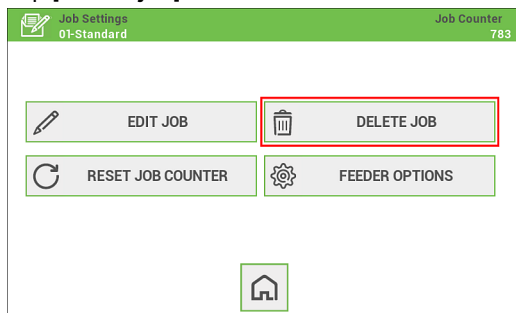 Job Settings
Job Counter
01-Standard
783
EDIT JOB
DELETE JOB
RESET JOB COUNTER
FEEDER OPTIONS